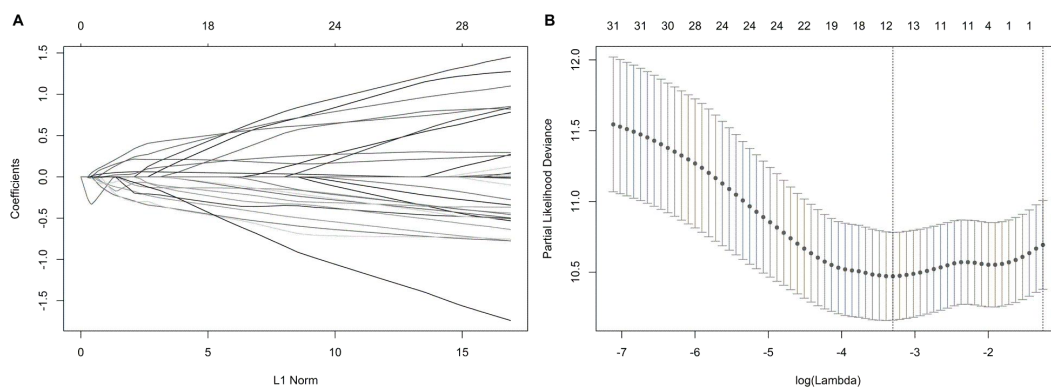 A
0 18 24 28
Coefficients
1.5
1.0
0.5
0.0
-0.5
-1.0
-1.5
0 5 10 15
L1 Norm
B
31 31 30 28 24 24 24 22 19 18 12 13 11 11 4 1 1
Partial Likelihood Deviance
12.0
11.5
11.0
10.5
-7 -6 -5 -4 -3 -2
log(Lambda)